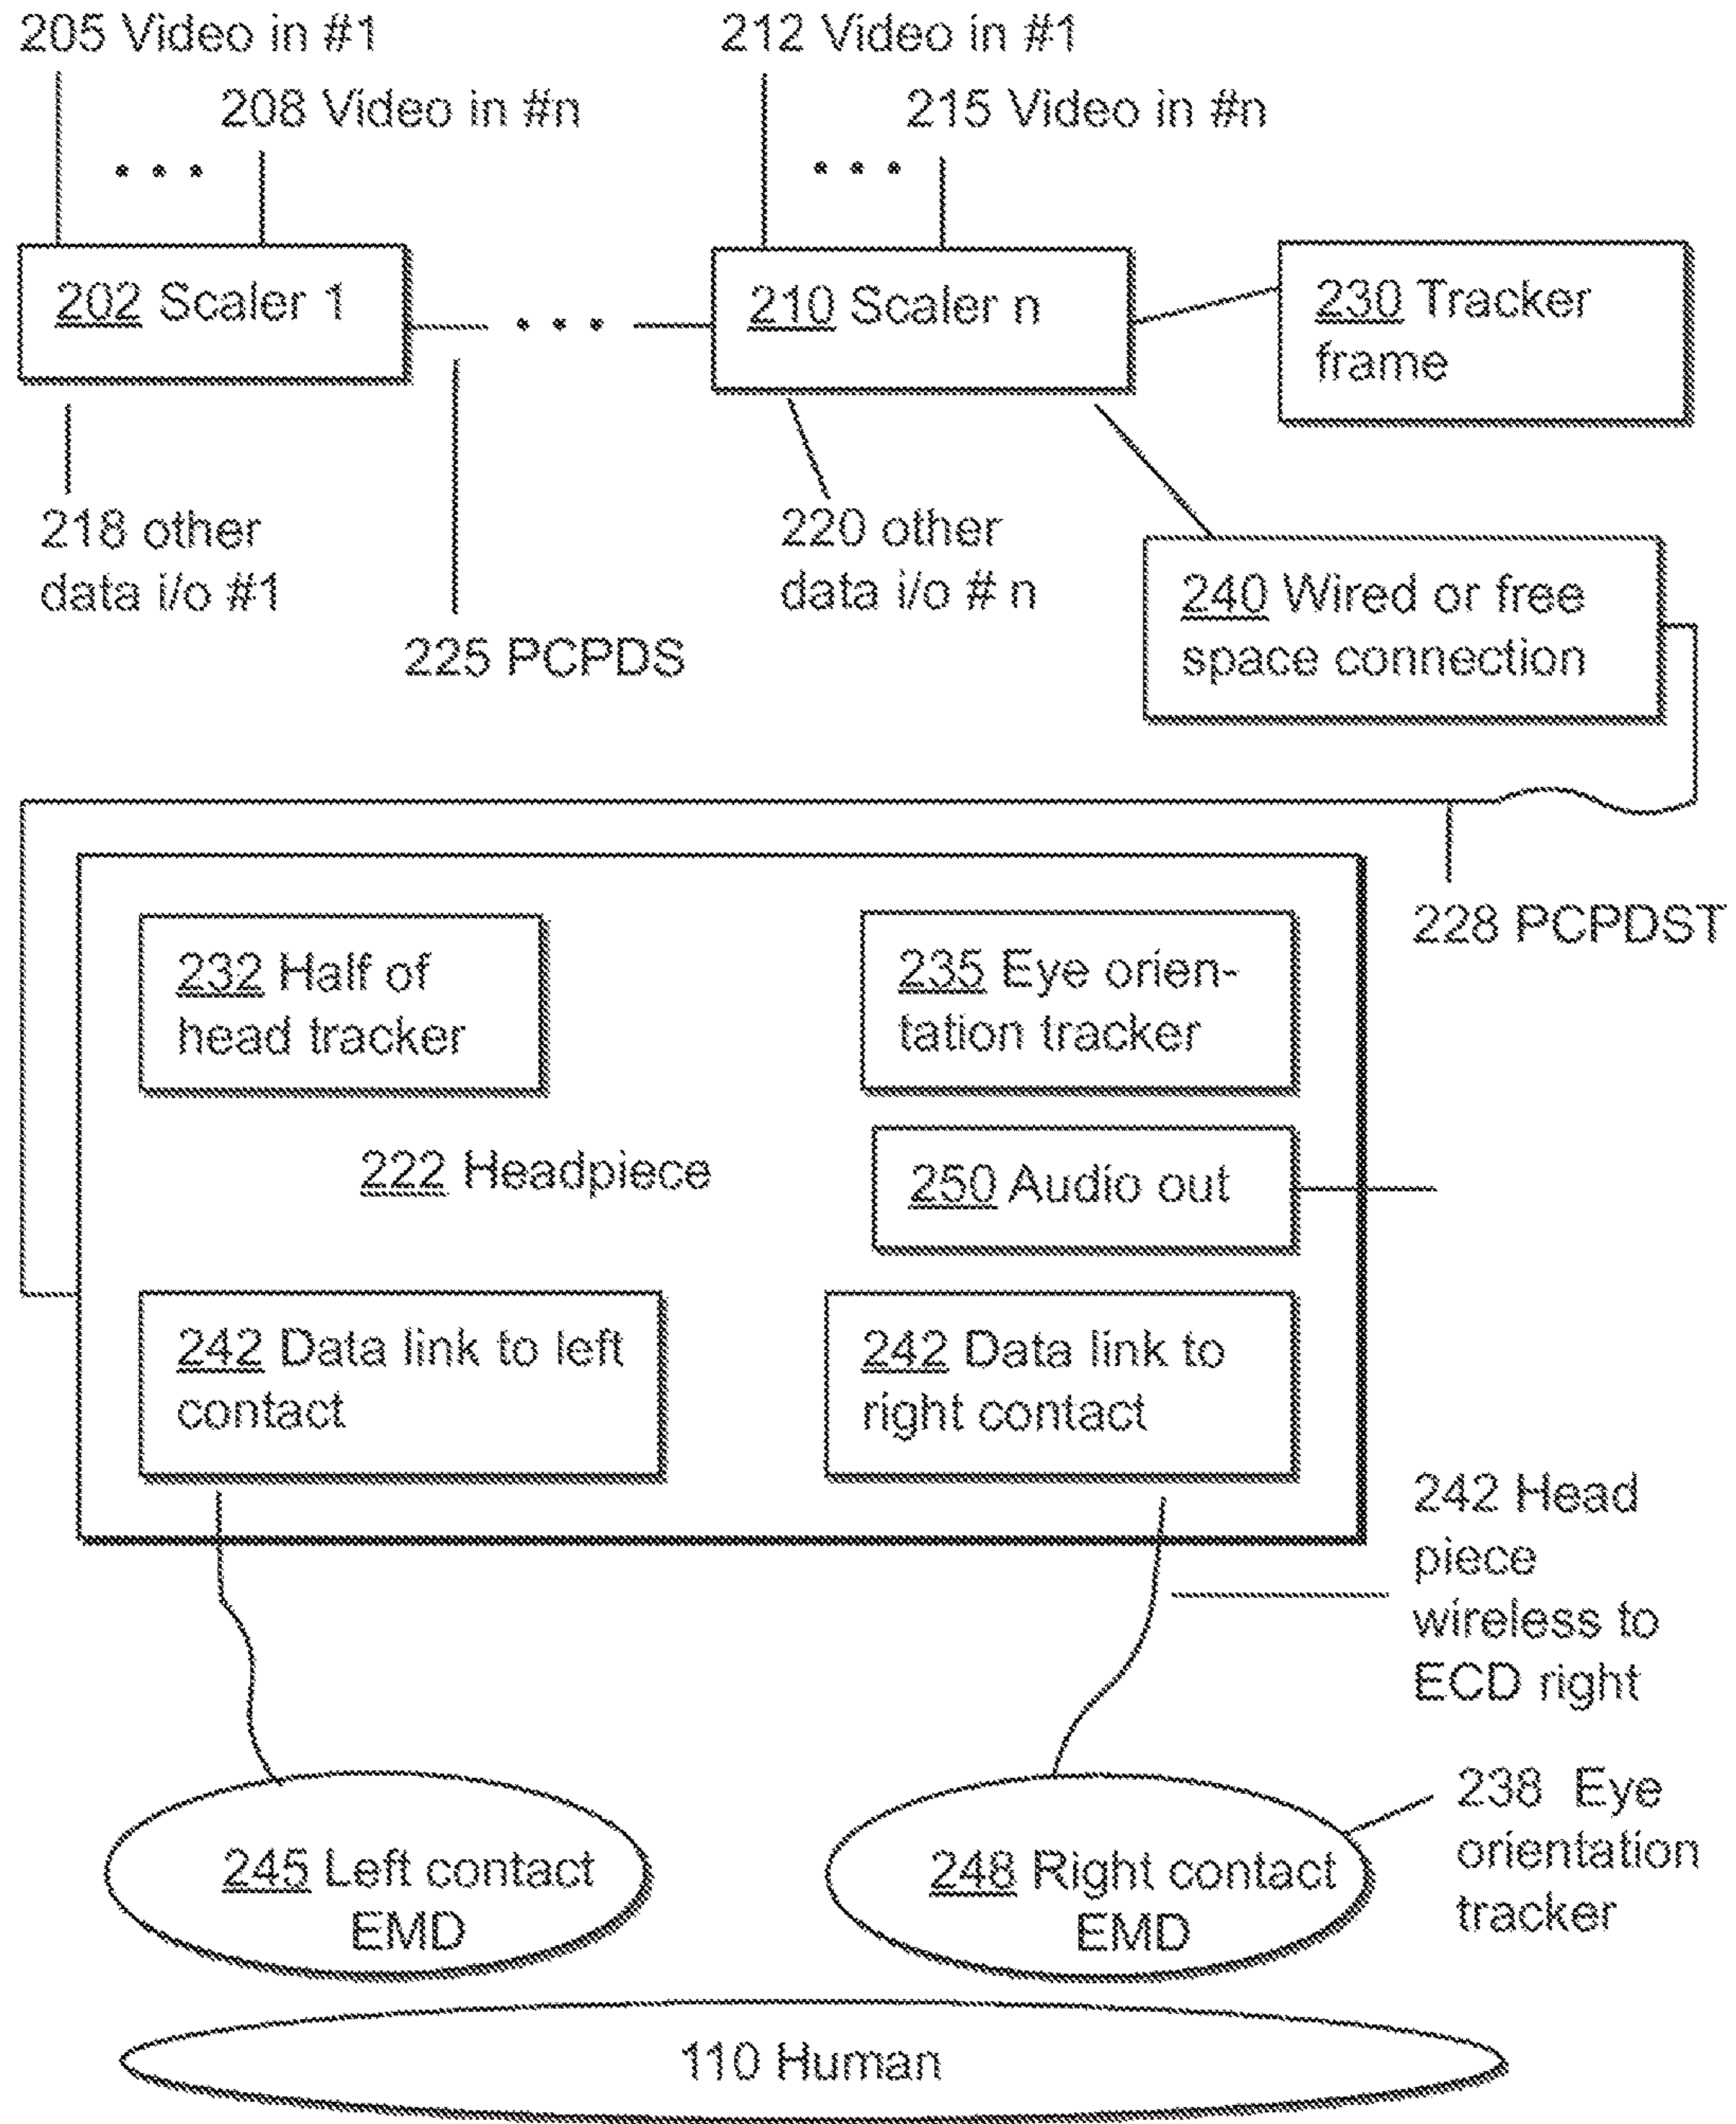 205 Video in #1
212 Video in #1
208 Video in #n
215 Video in #n
202 Scaler 1
210 Scaler n
230 Tracker
frame
218 other
data i/o #1
220 other
data i/o # n
225 PCPDS
240 Wired or free
space connection
228 PCPDST
232 Half of
head tracker
235 Eye orien-
tation tracker
222 Headpiece
250 Audio out
242 Data link to left
contact
242 Data link to
right contact
242 Head
piece
wireless to
ECD right
238 Eye
orientation
tracker
245 Left contact
EMD
248 Right contact
EMD
110 Human